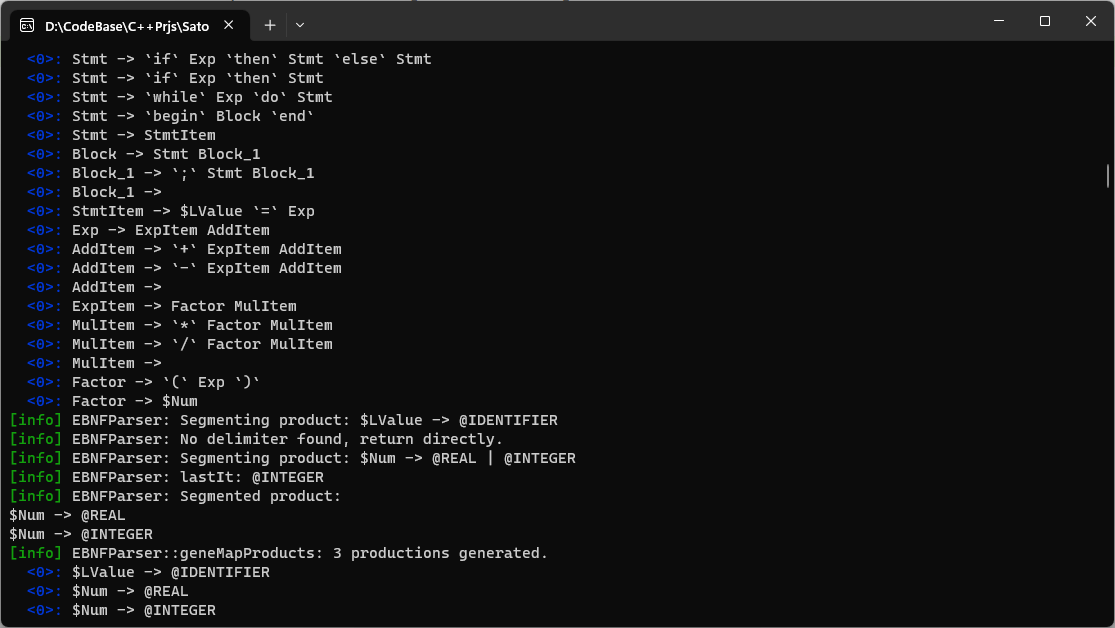 D:\CodeBase\C++Prjs\Sato
<0>: Stmt -> `if` Exp `then` Stmt `else` Stmt
<0>: Stmt -> `if` Exp `then` Stmt
<0>: Stmt -> `while` Exp `do` Stmt
<0>: Stmt -> `begin` Block `end`
<0>: Stmt -> StmtItem
<0>: Block -> Stmt Block_1
<0>: Block_1 -> `;` Stmt Block_1
<0>: Block_1 ->
<0>: StmtItem -> $LValue `=` Exp
<0>: Exp -> ExpItem AddItem
<0>: AddItem -> `+` ExpItem AddItem
<0>: AddItem -> `-` ExpItem AddItem
<0>: AddItem ->
<0>: ExpItem -> Factor MulItem
<0>: MulItem -> `*` Factor MulItem
<0>: MulItem -> `/` Factor MulItem
<0>: MulItem ->
<0>: Factor -> `(` Exp `)`
<0>: Factor -> $Num
[info] EBNFParser: Segmenting product: $LValue -> @IDENTIFIER
[info] EBNFParser: No delimiter found, return directly.
[info] EBNFParser: Segmenting product: $Num -> @REAL | @INTEGER
[info] EBNFParser: lastIt: @INTEGER
[info] EBNFParser: Segmented product:
$Num -> @REAL
$Num -> @INTEGER
[info] EBNFParser::geneMapProducts: 3 productions generated.
<0>: $LValue -> @IDENTIFIER
<0>: $Num -> @REAL
<0>: $Num -> @INTEGER